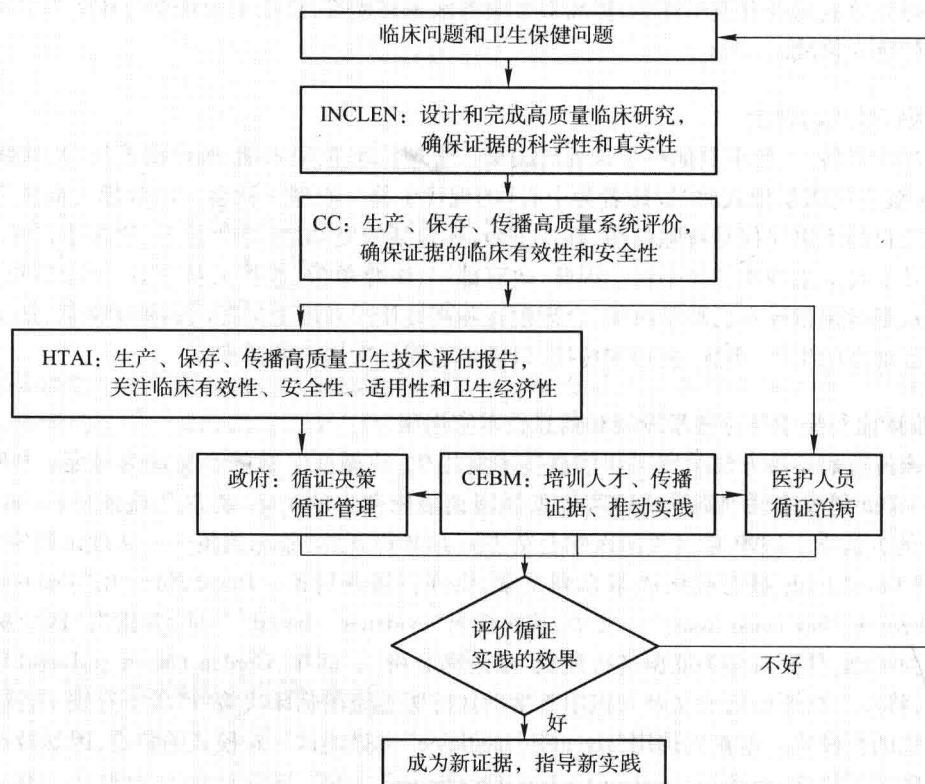 临床问题和卫生保健问题
INCLEN：设计和完成高质量临床研究，
确保证据的科学性和真实性
CC：生产、保存、传播高质量系统评价，
确保证据的临床有效性和安全性
HTAI：生产、保存、传播高质量卫生技术评估报告，
关注临床有效性、安全性、适用性和卫生经济性
政府：循证决策
循证管理
CEBM：培训人才、传播
证据、推动实践
医护人员
循证治病
评价循证
实践的效果
不好
好
成为新证据，指导新实践